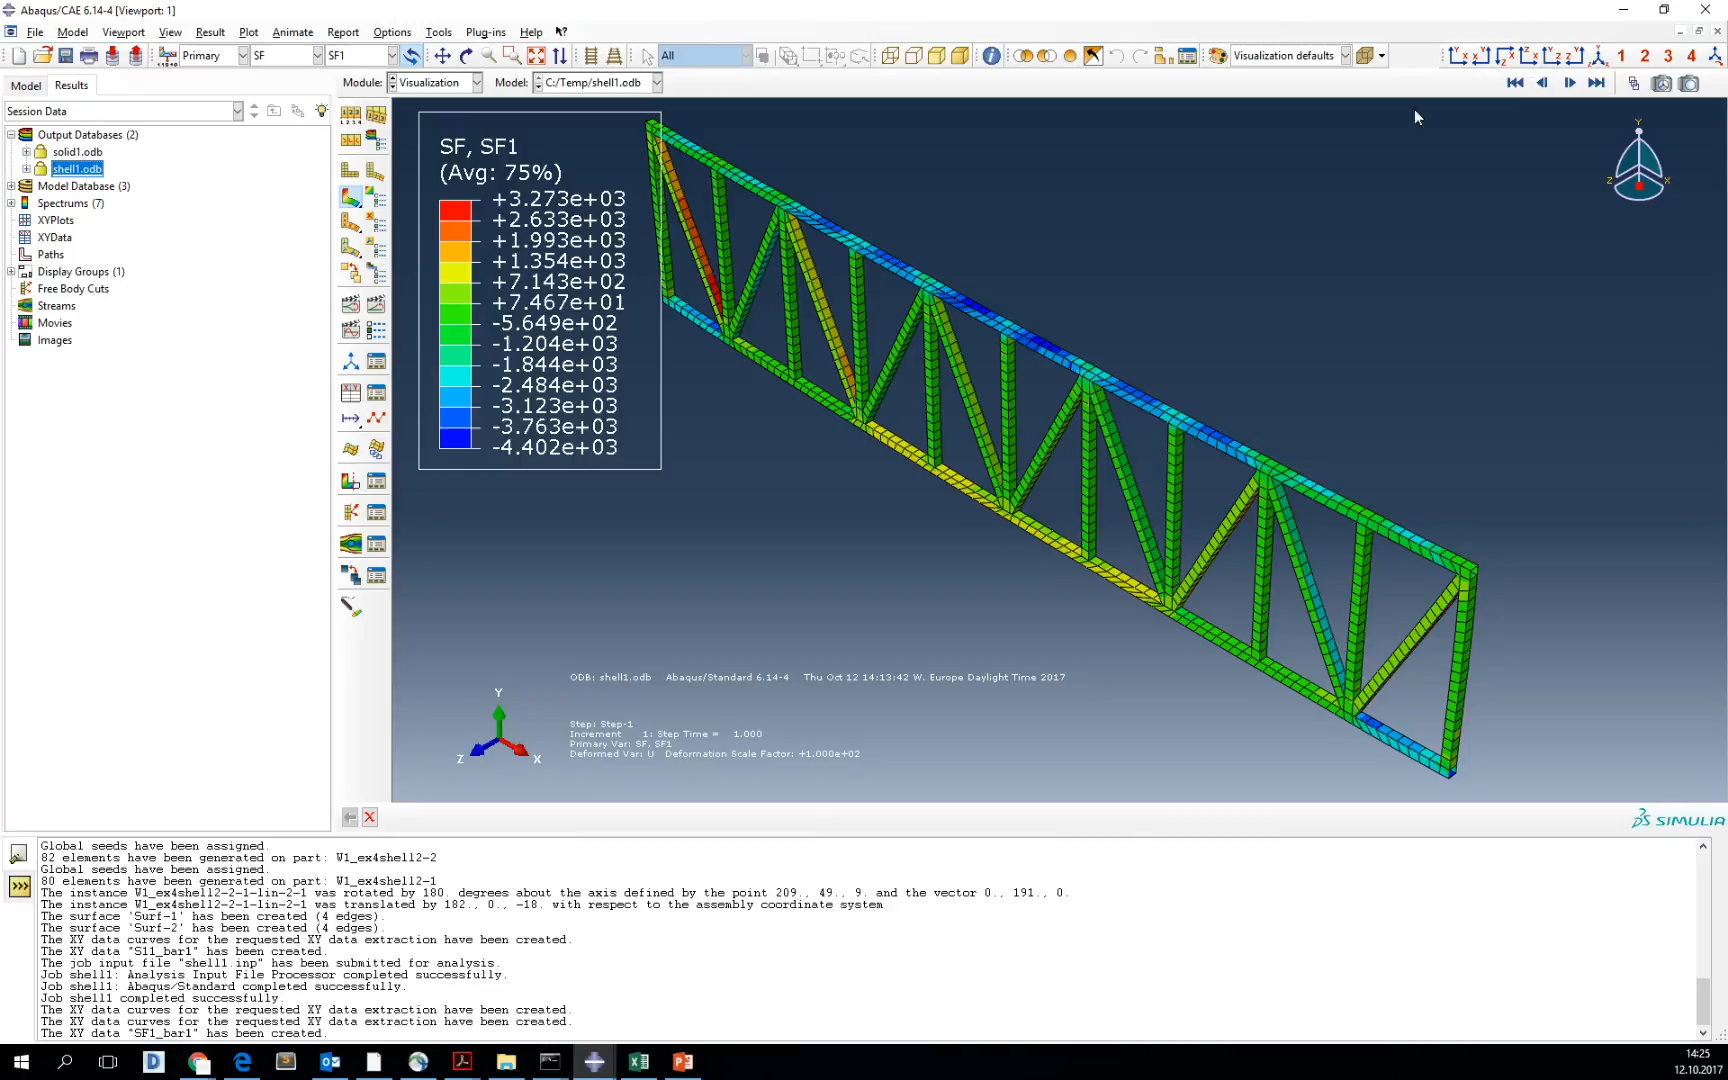 Abaqus/CAE 6.14-4 [Viewport: 1]
File Model Viewport View Result Plot Animate Report Options Tools Plug-ins Help
Primary SF SF1 All Visualization defaults 1 2 3 4
Model Results Module: Visualization Model: C:/Temp/shell1.odb
Session Data
Output Databases (2)
solid1.odb
shell1.odb
Model Database (3)
Spectrums (7)
XYPlots
XYData
Paths
Display Groups (1)
Free Body Cuts
Streams
Movies
Images
SF, SF1
(Avg: 75%)
+3.273e+03
+2.633e+03
+1.993e+03
+1.354e+03
+7.143e+02
+7.467e+01
-5.649e+02
-1.204e+03
-1.844e+03
-2.484e+03
-3.123e+03
-3.763e+03
-4.402e+03
Y
Z X
ODB: shell1.odb Abaqus/Standard 6.14-4 Thu Oct 12 14:13:42 W. Europe Daylight Time 2017
Step: Step-1
Increment 1: Step Time = 1.000
Primary Var: SF, SF1
Deformed Var: U Deformation Scale Factor: +1.000e+02
Y
Z X
SIMULIA
Global seeds have been assigned.
82 elements have been generated on part: W1_ex4shell2-2
Global seeds have been assigned.
80 elements have been generated on part: W1_ex4shell2-1
The instance W1_ex4shell2-2-1-lin-2-1 was rotated by 180. degrees about the axis defined by the point 209., 49., 9. and the vector 0., 191., 0.
The instance W1_ex4shell2-2-1-lin-2-1 was translated by 182., 0., -18. with respect to the assembly coordinate system
The surface 'Surf-1' has been created (4 edges).
The surface 'Surf-2' has been created (4 edges).
The XY data curves for the requested XY data extraction have been created.
The XY data "S11_bar1" has been created.
The job input file "shell1.inp" has been submitted for analysis.
Job shell1: Analysis Input File Processor completed successfully.
Job shell1: Abaqus/Standard completed successfully.
Job shell1 completed successfully.
The XY data curves for the requested XY data extraction have been created.
The XY data curves for the requested XY data extraction have been created.
The XY data "SF1_bar1" has been created.
14:25
12.10.2017